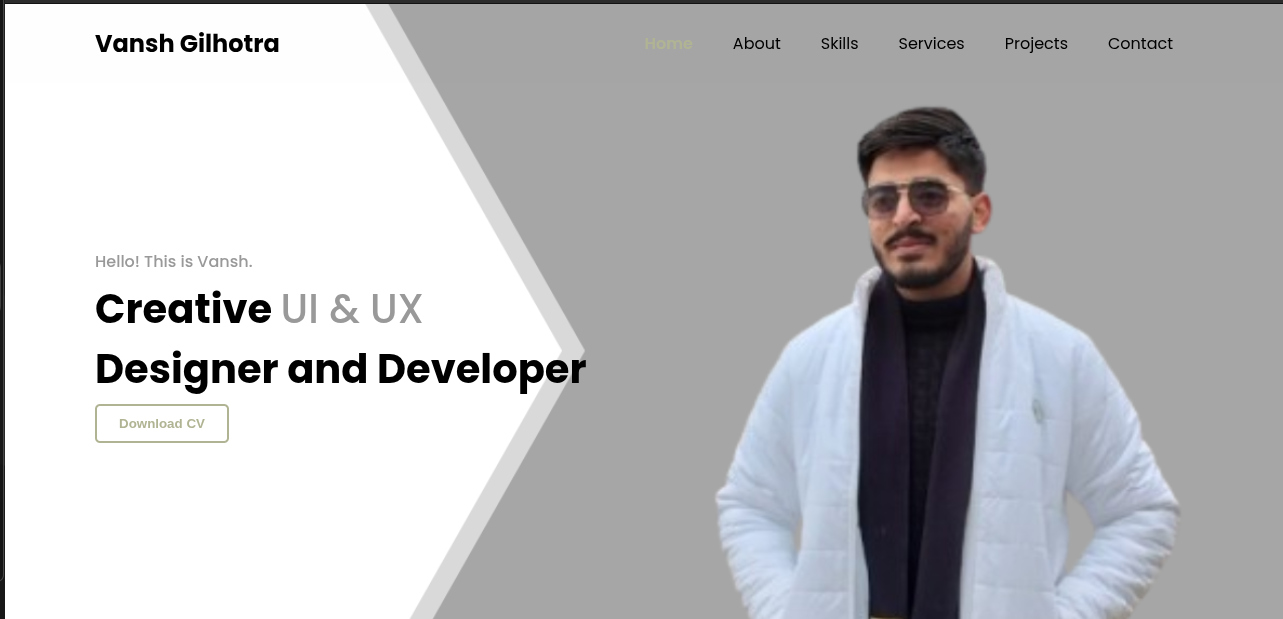 Vansh Gilhotra
Home About Skills Services Projects Contact
Hello! This is Vansh.
Creative UI & UX
Designer and Developer
Download CV